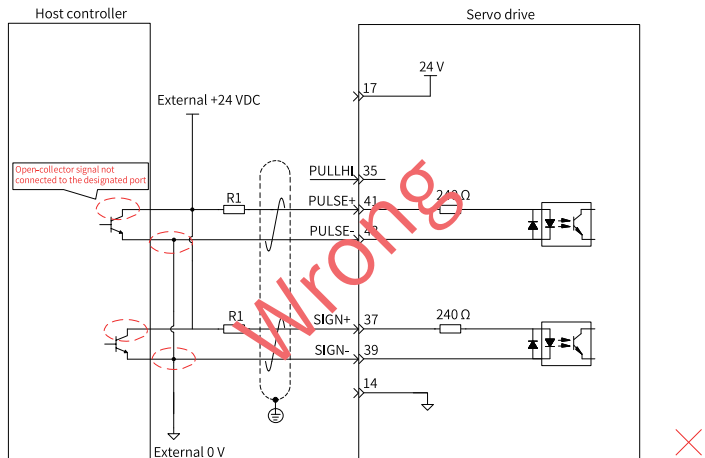 Host controller
Servo drive
24 V
17
External +24 VDC
Open-collector signal not
connected to the designated port
PULLHI
35
R1
PULSE+
41
240 Ω
PULSE-
43
R1
SIGN+
37
240 Ω
SIGN-
39
14
External 0 V
Wrong